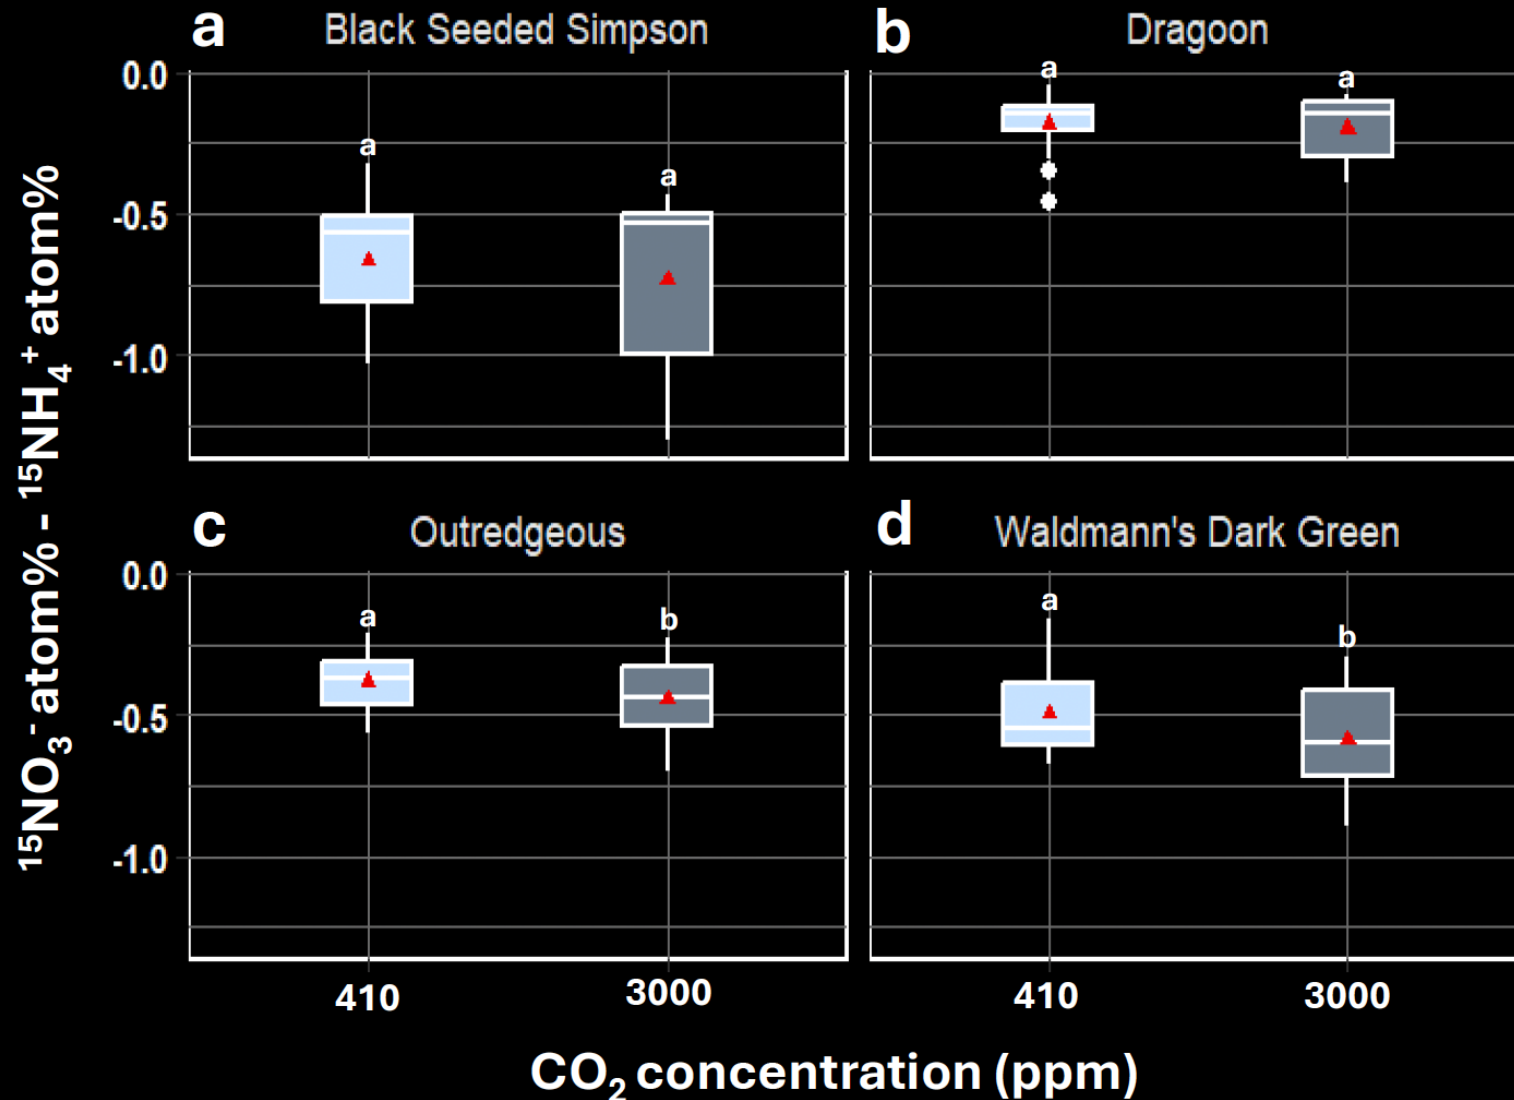 a Black Seeded Simpson
b Dragoon
0.0
-0.5
-1.0
a
a
a
a
c Outredgeous
d Waldmann's Dark Green
0.0
-0.5
-1.0
a
b
a
b
¹⁵NO₃⁻ atom% - ¹⁵NH₄⁺ atom%
410
3000
410
3000
CO₂ concentration (ppm)